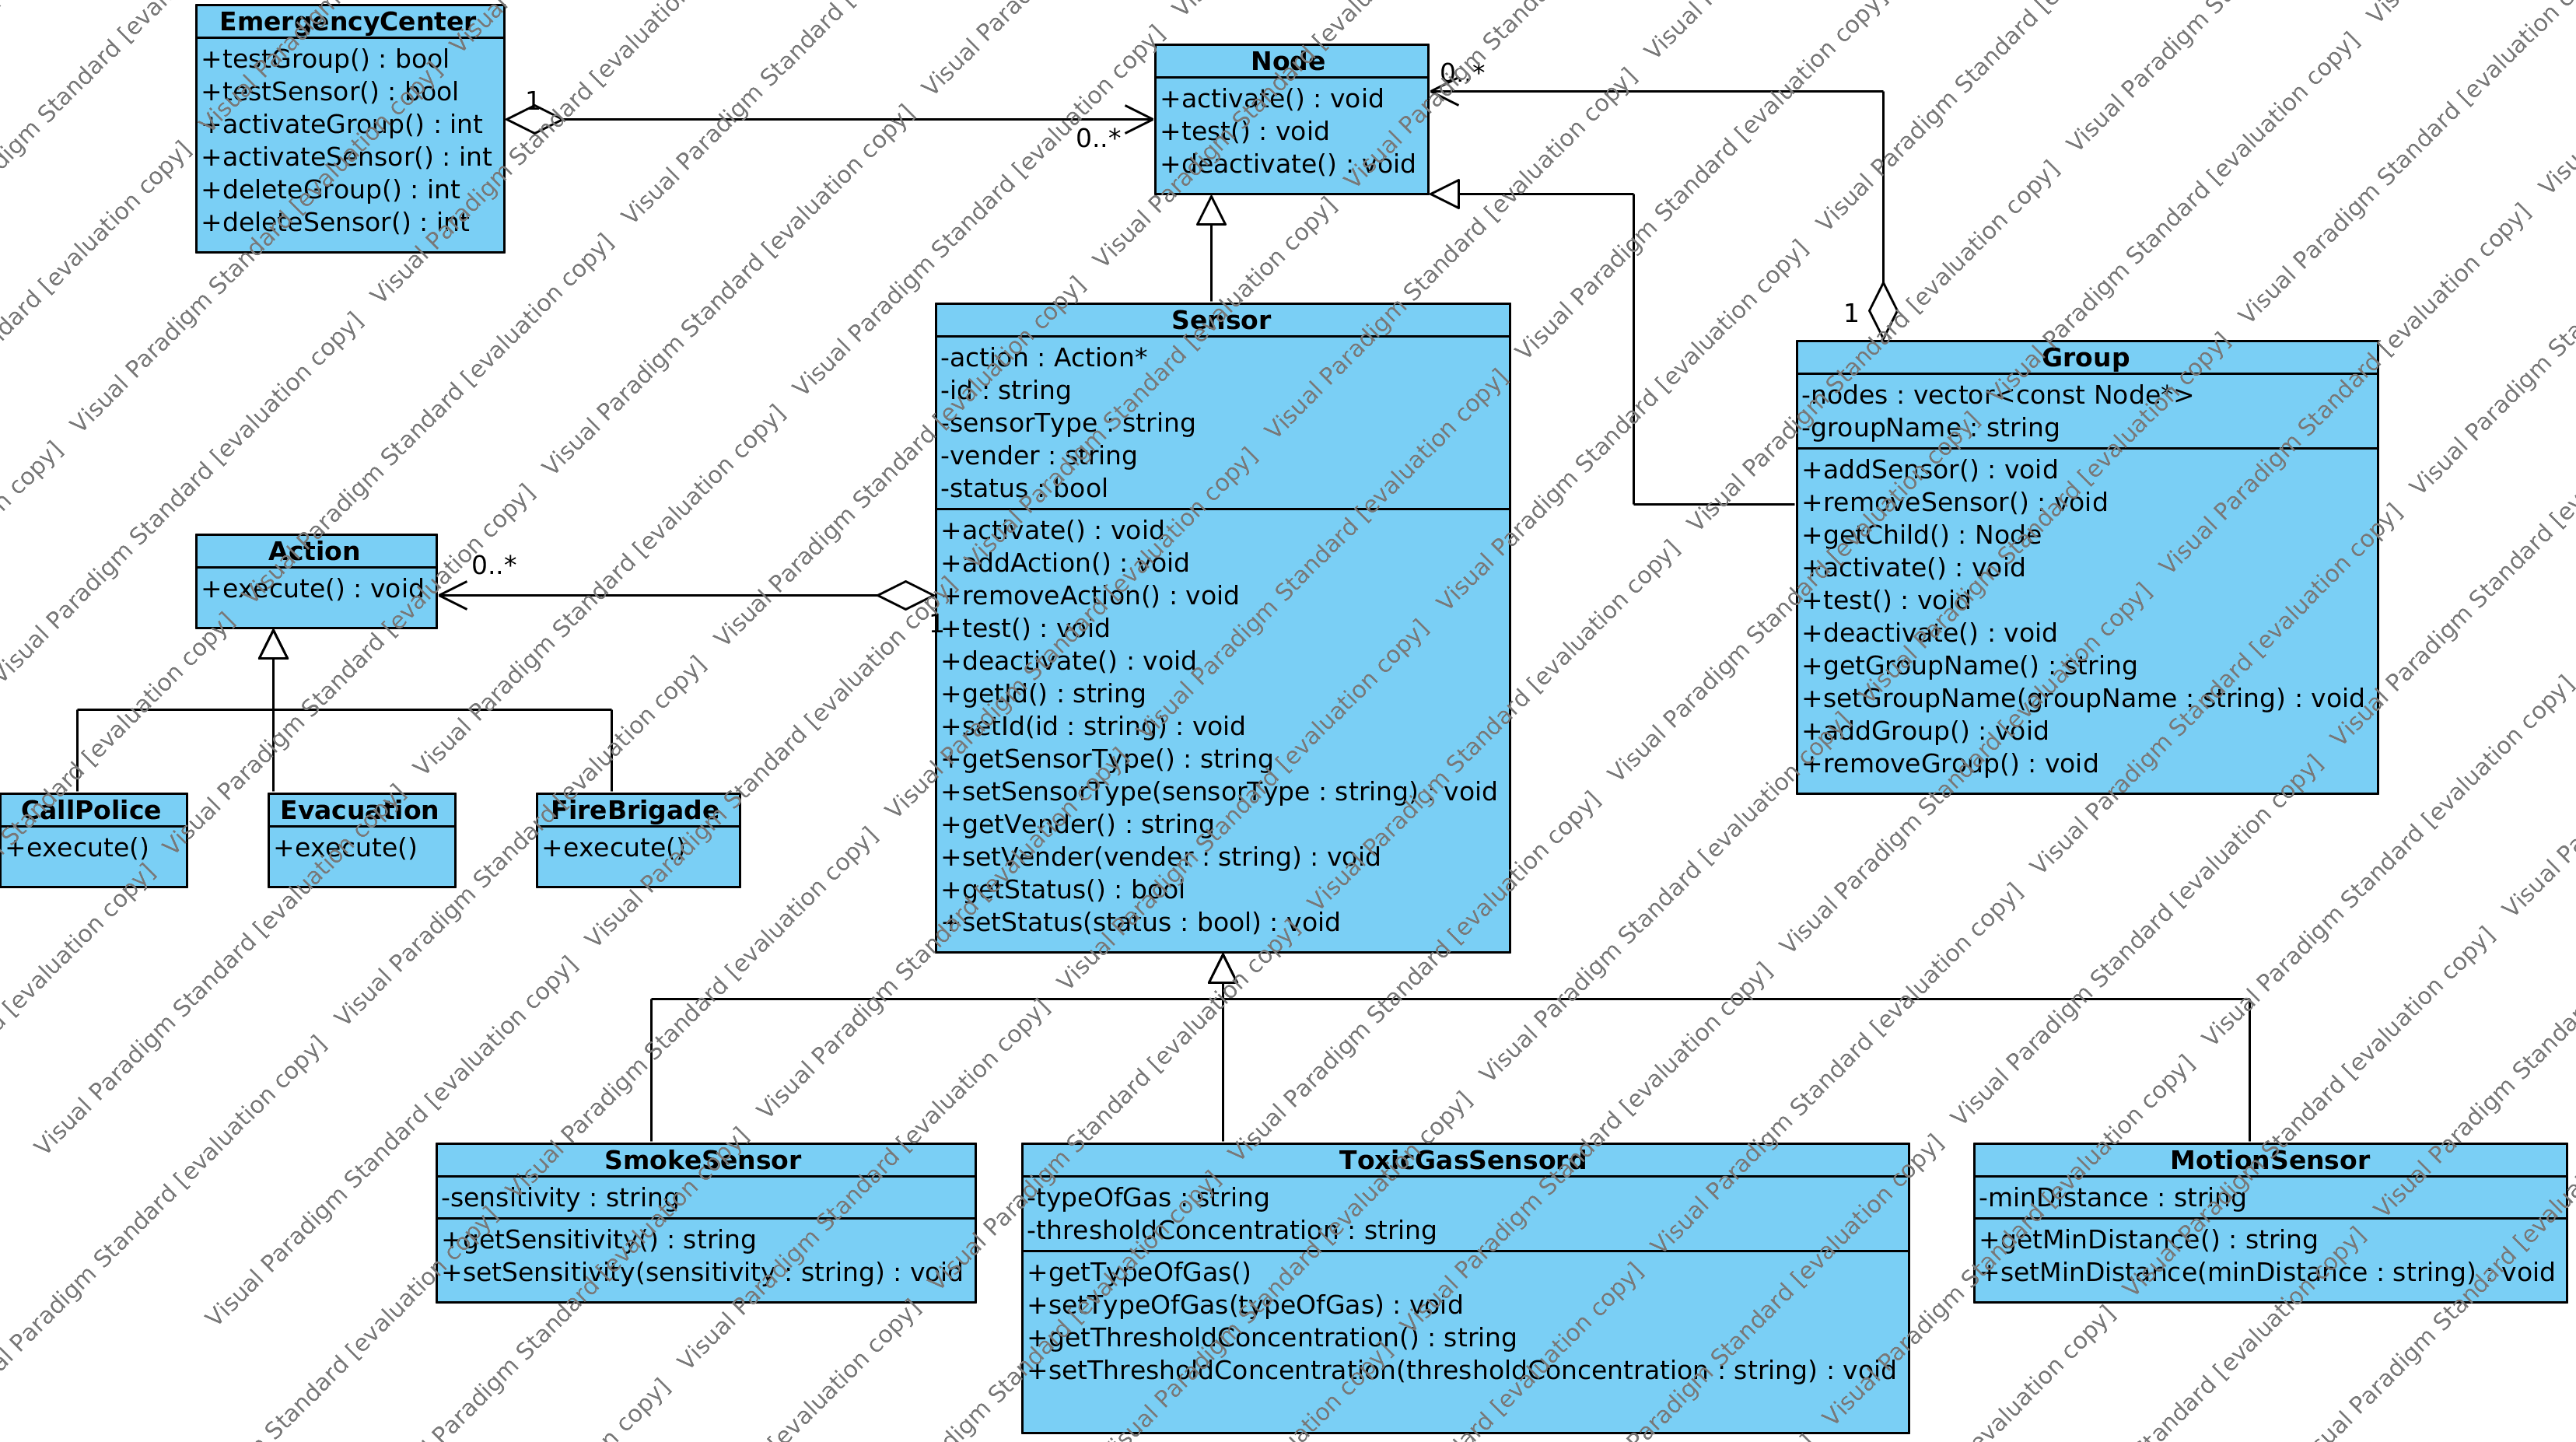 EmergencyCenter
+testGroup() : bool
+testSensor() : bool
+activateGroup() : int
+activateSensor() : int
+deleteGroup() : int
+deleteSensor() : int
1
0..*
Node
+activate() : void
+test() : void
+deactivate() : void
0..*
1
Sensor
-action : Action*
-id : string
-sensorType : string
-vender : string
-status : bool
+activate() : void
+addAction() : void
+removeAction() : void
+test() : void
+deactivate() : void
+getId() : string
+setId(id : string) : void
+getSensorType() : string
+setSensorType(sensorType : string) : void
+getVender() : string
+setVender(vender : string) : void
+getStatus() : bool
+setStatus(status : bool) : void
Group
-nodes : vector<const Node*>
-groupName : string
+addSensor() : void
+removeSensor() : void
+getChild() : Node
+activate() : void
+test() : void
+deactivate() : void
+getGroupName() : string
+setGroupName(groupName : string) : void
+addGroup() : void
+removeGroup() : void
Action
+execute() : void
0..*
1
CallPolice
+execute()
Evacuation
+execute()
FireBrigade
+execute()
SmokeSensor
-sensitivity : string
+getSensitivity() : string
+setSensitivity(sensitivity : string) : void
ToxicGasSensord
-typeOfGas : string
-thresholdConcentration : string
+getTypeOfGas()
+setTypeOfGas(typeOfGas) : void
+getThresholdConcentration() : string
+setThresholdConcentration(thresholdConcentration : string) : void
MotionSensor
-minDistance : string
+getMinDistance() : string
+setMinDistance(minDistance : string) : void
Visual Paradigm Standard [evaluation copy]